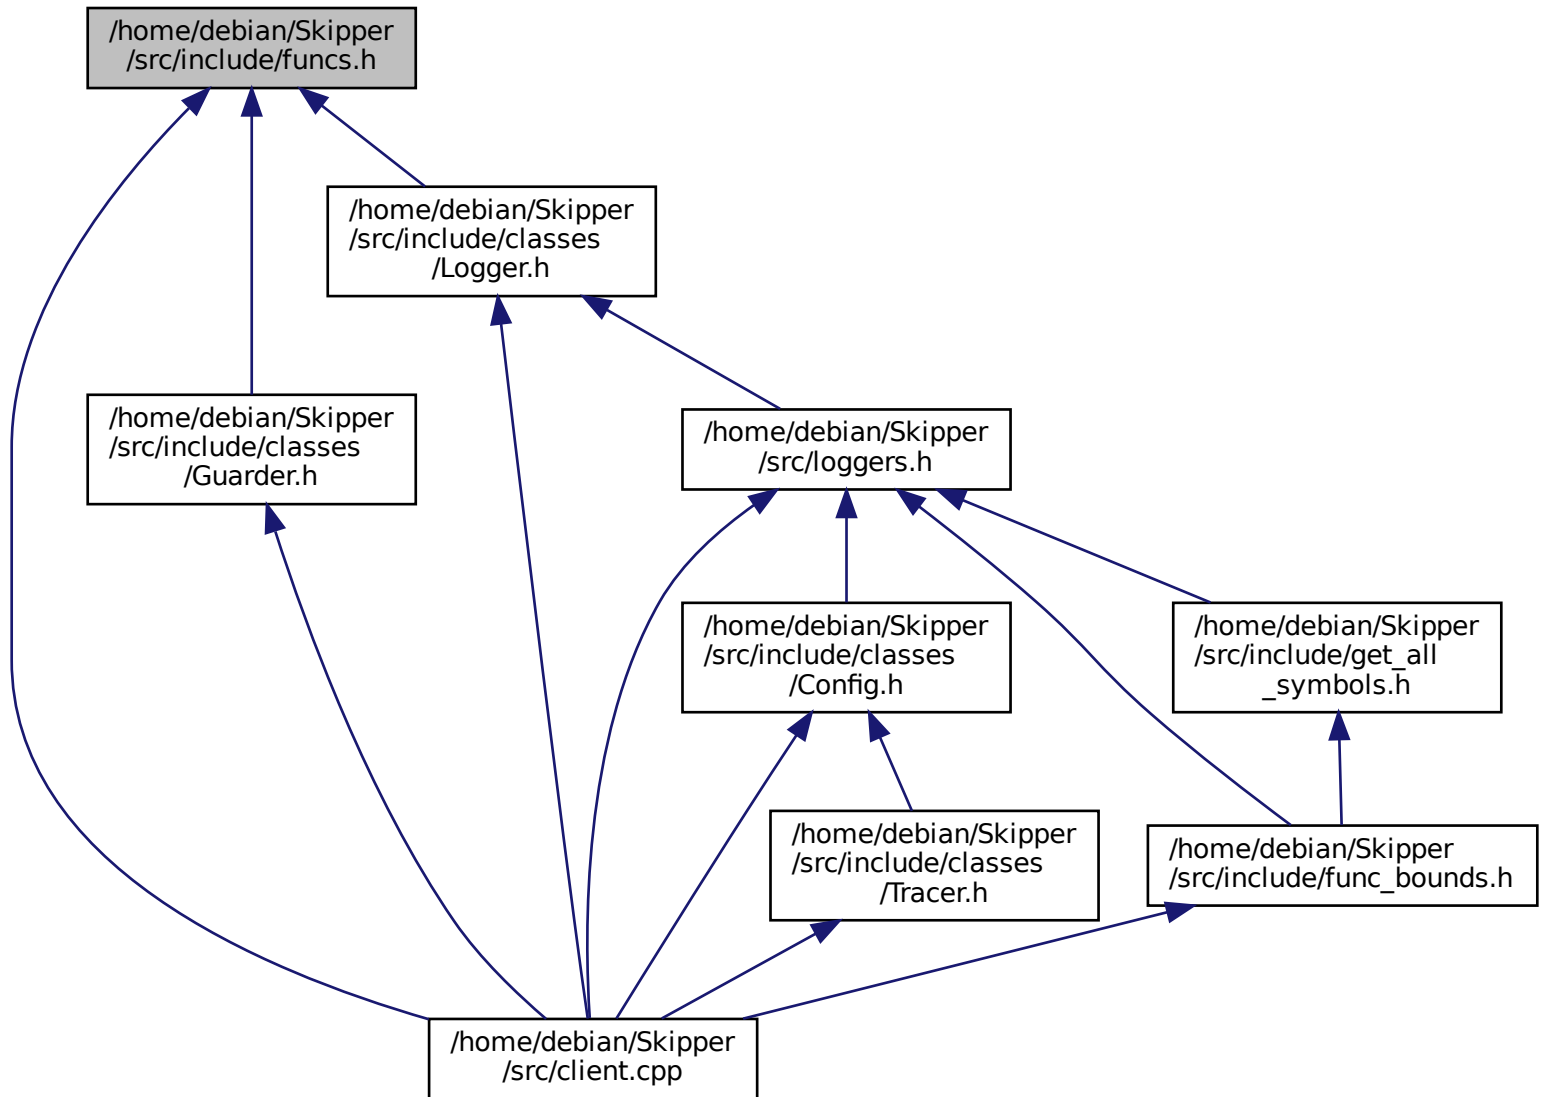 /home/debian/Skipper
/src/include/funcs.h
/home/debian/Skipper
/src/include/classes
/Logger.h
/home/debian/Skipper
/src/include/classes
/Guarder.h
/home/debian/Skipper
/src/loggers.h
/home/debian/Skipper
/src/include/classes
/Config.h
/home/debian/Skipper
/src/include/get_all
_symbols.h
/home/debian/Skipper
/src/include/classes
/Tracer.h
/home/debian/Skipper
/src/include/func_bounds.h
/home/debian/Skipper
/src/client.cpp